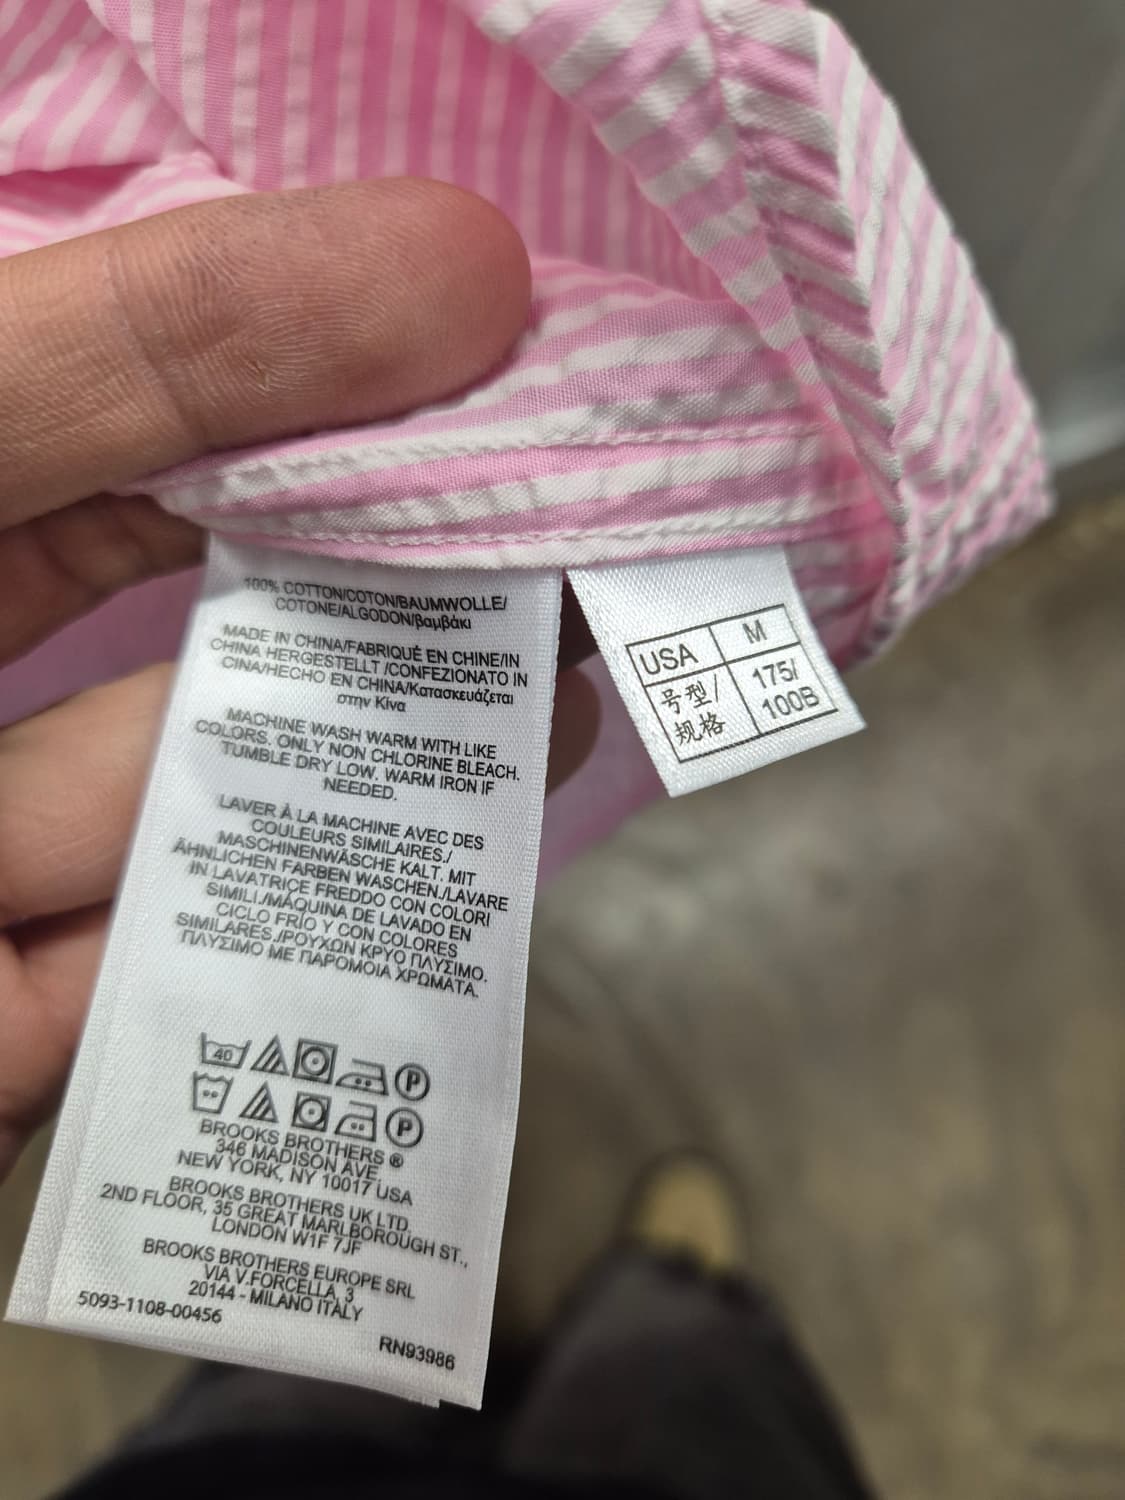 100% COTTON/COTON/BAUMWOLLE/
COTONE/ALGODON/βαμβάκι
MADE IN CHINA/FABRIQUÉ EN CHINE/IN
CHINA HERGESTELLT /CONFEZIONATO IN
CINA/HECHO EN CHINA/Κατασκευάζεται
στην Κίνα
MACHINE WASH WARM WITH LIKE
COLORS. ONLY NON CHLORINE BLEACH.
TUMBLE DRY LOW. WARM IRON IF
NEEDED.
LAVER À LA MACHINE AVEC DES
COULEURS SIMILAIRES./
MASCHINENWÄSCHE KALT. MIT
ÄHNLICHEN FARBEN WASCHEN./LAVARE
IN LAVATRICE FREDDO CON COLORI
SIMILI./MÁQUINA DE LAVADO EN
CICLO FRÍO Y CON COLORES
SIMILARES./ΡΟΥΧΩΝ ΚΡΥΟ ΠΛΥΣΙΜΟ.
ΠΛΥΣΙΜΟ ΜΕ ΠΑΡΟΜΟΙΑ ΧΡΩΜΑΤΑ.
40 P
P
BROOKS BROTHERS ®
346 MADISON AVE
NEW YORK, NY 10017 USA
BROOKS BROTHERS UK LTD.
2ND FLOOR, 35 GREAT MARLBOROUGH ST.,
LONDON W1F 7JF
BROOKS BROTHERS EUROPE SRL
VIA V.FORCELLA, 3
20144 - MILANO ITALY
5093-1108-00456
RN93986
USA M
号型/ 175/
规格 100B